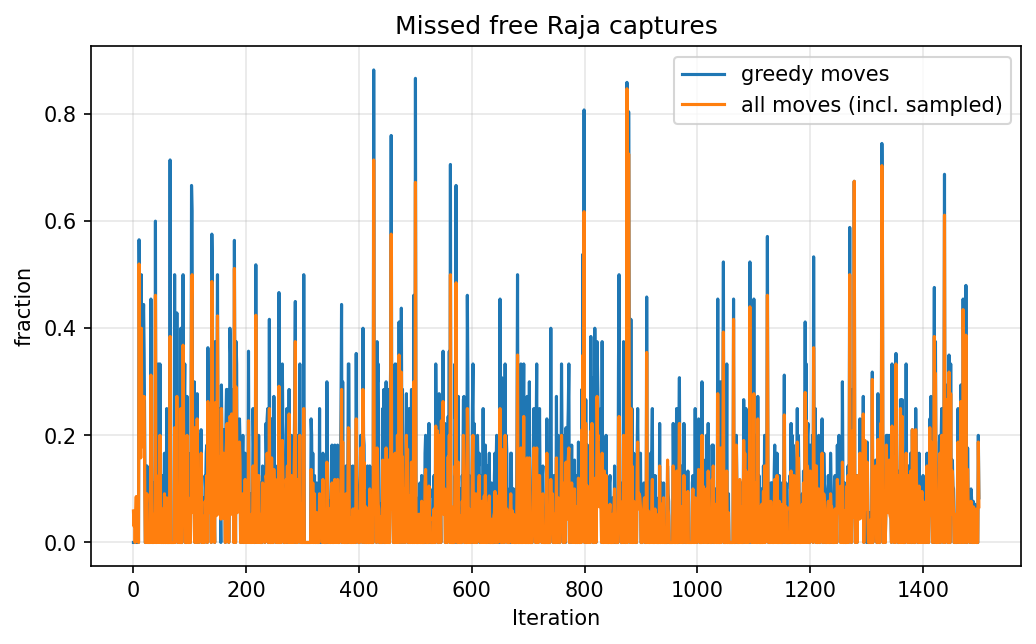 Missed free Raja captures
greedy moves
all moves (incl. sampled)
fraction
0.8
0.6
0.4
0.2
0.0
0 200 400 600 800 1000 1200 1400
Iteration